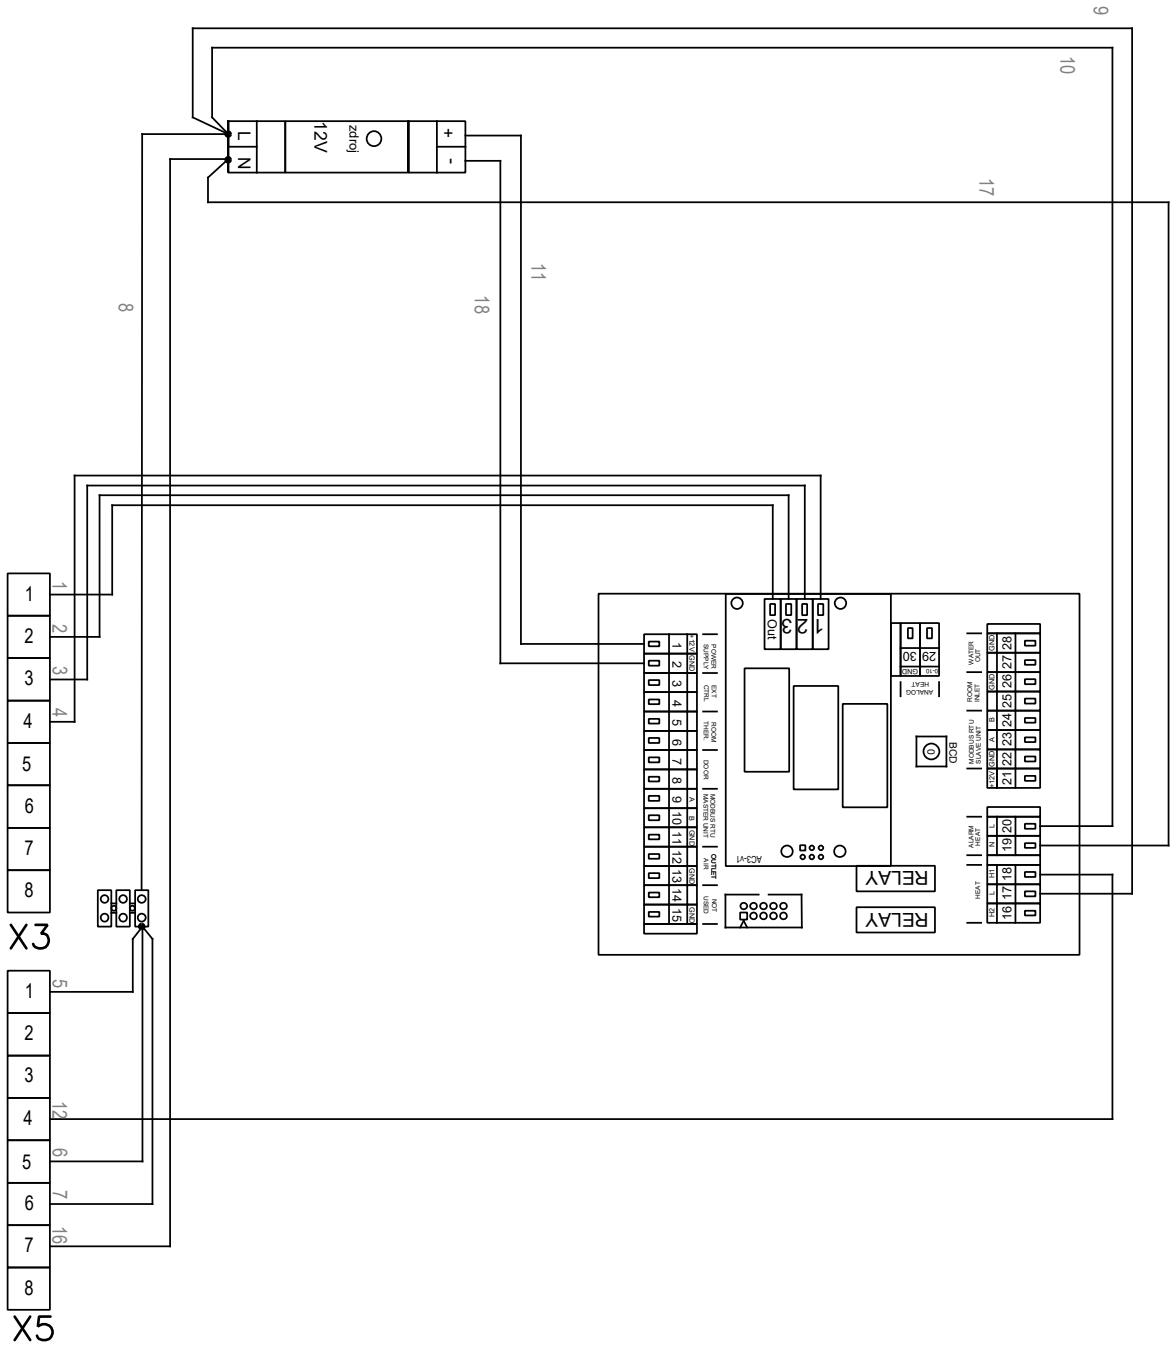 9
10
L
N
12V
zdroj
+
-
17
11
18
8
1
2
3
4
5
6
7
8
X3
1
2
3
4
1
2
3
4
5
6
7
8
X5
5
12
6
7
16
Out
3
2
1
1
2
3
4
5
6
7
8
9
10
11
12
13
14
15
+12V
GND
A
B
GND
GND
GND
POWER
SUPPLY
EXT
CTRL
ROOM
THER.
DOOR
MODBUS RTU
MASTER UNIT
OUTLET
AIR
NOT
USED
AC3-v1
30
29
GND
0-10
ANALOG
HEAT
BCD
0
RELAY
RELAY
WATER
OUT
ROOM
INLET
MODBUS RTU
SLAVE UNIT
GND
GND
B
A
GND
+12V
28
27
26
25
24
23
22
21
ALARM
HEAT
HEAT
L
N
H1
L
H2
20
19
18
17
16